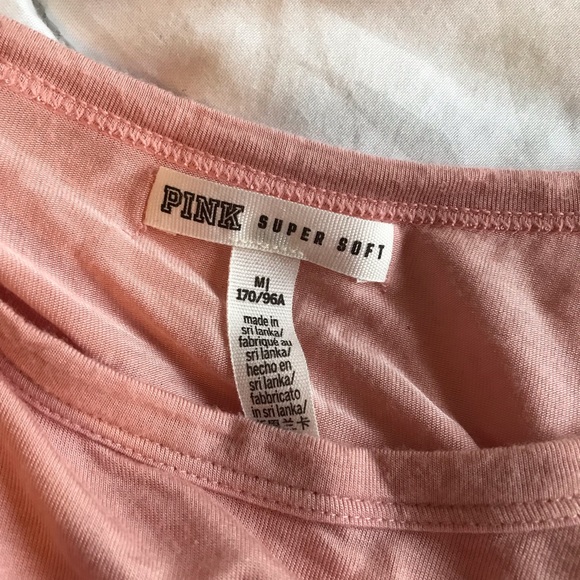 PINK SUPER SOFT
M|
170/96A
made in
sri lanka/
fabriqué au
sri lanka/
hecho en
sri lanka/
fabbricato
in sri lanka/